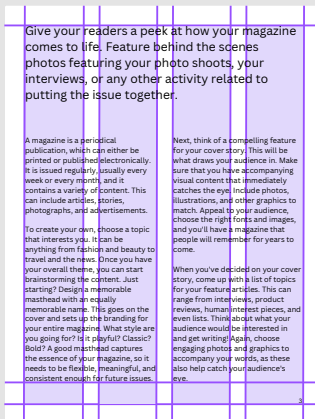 Give your readers a peek at how your magazine
comes to life. Feature behind the scenes
photos featuring your photo shoots, your
interviews, or any other activity related to
putting the issue together.
A magazine is a periodical
publication, which can either be
printed or published electronically.
It is issued regularly, usually every
week or every month, and it
contains a variety of content. This
can include articles, stories,
photographs, and advertisements.
To create your own, choose a topic
that interests you. It can be
anything from fashion and beauty to
travel and the news. Once you have
your overall theme, you can start
brainstorming the content. Just
starting? Design a memorable
masthead with an equally
memorable name. This goes on the
cover and sets up the branding for
your entire magazine. What style are
you going for? Is it playful? Classic?
Bold? A good masthead captures
the essence of your magazine, so it
needs to be flexible, meaningful, and
consistent enough for future issues.
Next, think of a compelling feature
for your cover story. This will be
what draws your audience in. Make
sure that you have accompanying
visual content that immediately
catches the eye. Include photos,
illustrations, and other graphics to
match. Appeal to your audience,
choose the right fonts and images,
and you'll have a magazine that
people will remember for years to
come.
When you've decided on your cover
story, come up with a list of topics
for your feature articles. This can
range from interviews, product
reviews, human interest pieces, and
even lists. Think about what your
audience would be interested in
and get writing! Again, choose
engaging photos and graphics to
accompany your words, as these
also help catch your audience's
eye.
3